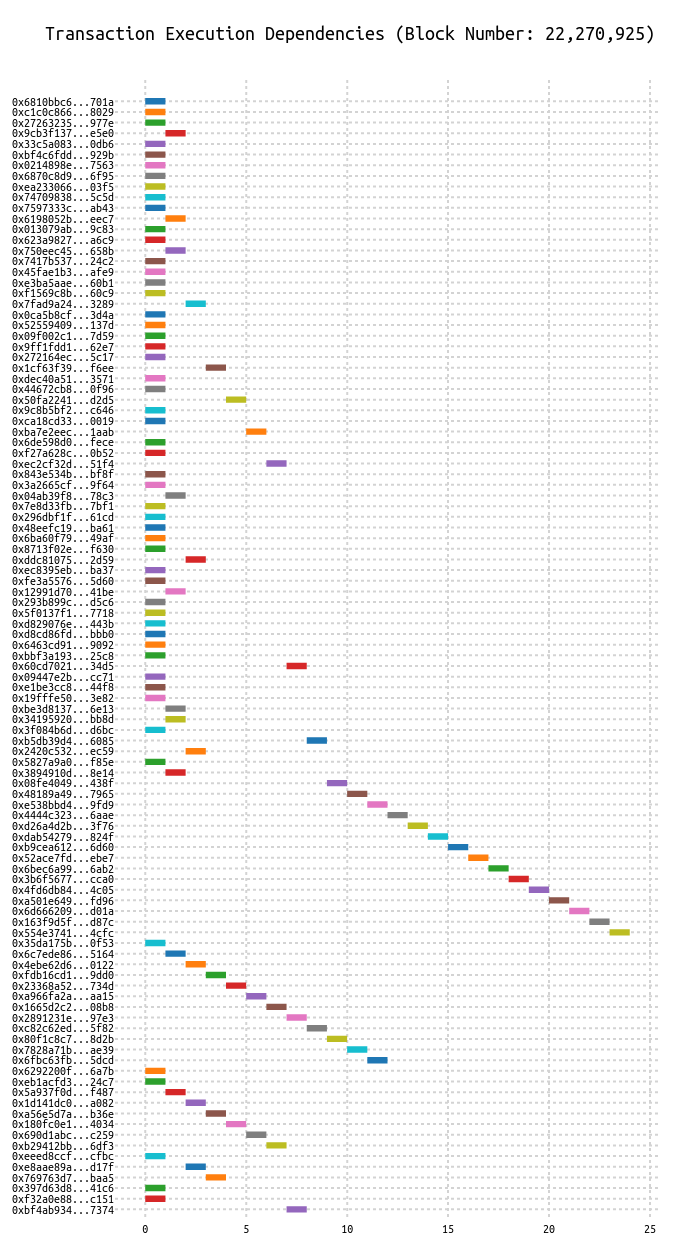 Transaction Execution Dependencies (Block Number: 22,270,925)
0x6810bbc6...701a
0xc1c0c866...8029
0x27263235...977e
0x9cb3f137...e5e0
0x33c5a083...0db6
0xbf4c6fdd...929b
0x0214898e...7563
0x6870c8d9...6f95
0xea233066...03f5
0x74709838...5c5d
0x7597333c...ab43
0x6198052b...eec7
0x013079ab...9c83
0x623a9827...a6c9
0x750eec45...658b
0x7417b537...24c2
0x45fae1b3...afe9
0xe3ba5aae...60b1
0xf1569c8b...60c9
0x7fad9a24...3289
0x0ca5b8cf...3d4a
0x52559409...137d
0x09f002c1...7d59
0x9ff1fdd1...62e7
0x272164ec...5c17
0x1cf63f39...f6ee
0xdec40a51...3571
0x44672cb8...0f96
0x50fa2241...d2d5
0x9c8b5bf2...c646
0xca18cd33...0019
0xba7e2eec...1aab
0x6de598d0...fece
0xf27a628c...0b52
0xec2cf32d...51f4
0x843e534b...bf8f
0x3a2665cf...9f64
0x04ab39f8...78c3
0x7e8d33fb...7bf1
0x296dbf1f...61cd
0x48eefc19...ba61
0x6ba60f79...49af
0x8713f02e...f630
0xddc81075...2d59
0xec8395eb...ba37
0xfe3a5576...5d60
0x12991d70...41be
0x293b899c...d5c6
0x5f0137f1...7718
0xd829076e...443b
0xd8cd86fd...bbb0
0x6463cd91...9092
0xbbf3a193...25c8
0x60cd7021...34d5
0x09447e2b...cc71
0xe1be3cc8...44f8
0x19fffe50...3e82
0xbe3d8137...6e13
0x34195920...bb8d
0x3f084b6d...d6bc
0xb5db39d4...6085
0x2420c532...ec59
0x5827a9a0...f85e
0x3894910d...8e14
0x08fe4049...438f
0x48189a49...7965
0xe538bbd4...9fd9
0x4444c323...6aae
0xd26a4d2b...3f76
0xdab54279...824f
0xb9cea612...6d60
0x52ace7fd...ebe7
0x6bec6a99...6ab2
0x3b6f5677...cca0
0x4fd6db84...4c05
0xa501e649...fd96
0x6d666209...d01a
0x163f9d5f...d87c
0x554e3741...4cfc
0x35da175b...0f53
0x6c7ede86...5164
0x4ebe62d6...0122
0xfdb16cd1...9dd0
0x23368a52...734d
0xa966fa2a...aa15
0x1665d2c2...08b8
0x2891231e...97e3
0xc82c62ed...5f82
0x80f1c8c7...8d2b
0x7828a71b...ae39
0x6fbc63fb...5dcd
0x6292200f...6a7b
0xeb1acfd3...24c7
0x5a937f0d...f487
0x1d141dc0...a082
0xa56e5d7a...b36e
0x180fc0e1...4034
0x690d1abc...c259
0xb29412bb...6df3
0xeeed8ccf...cfbc
0xe8aae89a...d17f
0x769763d7...baa5
0x397d63d8...41c6
0xf32a0e88...c151
0xbf4ab934...7374
0 5 10 15 20 25